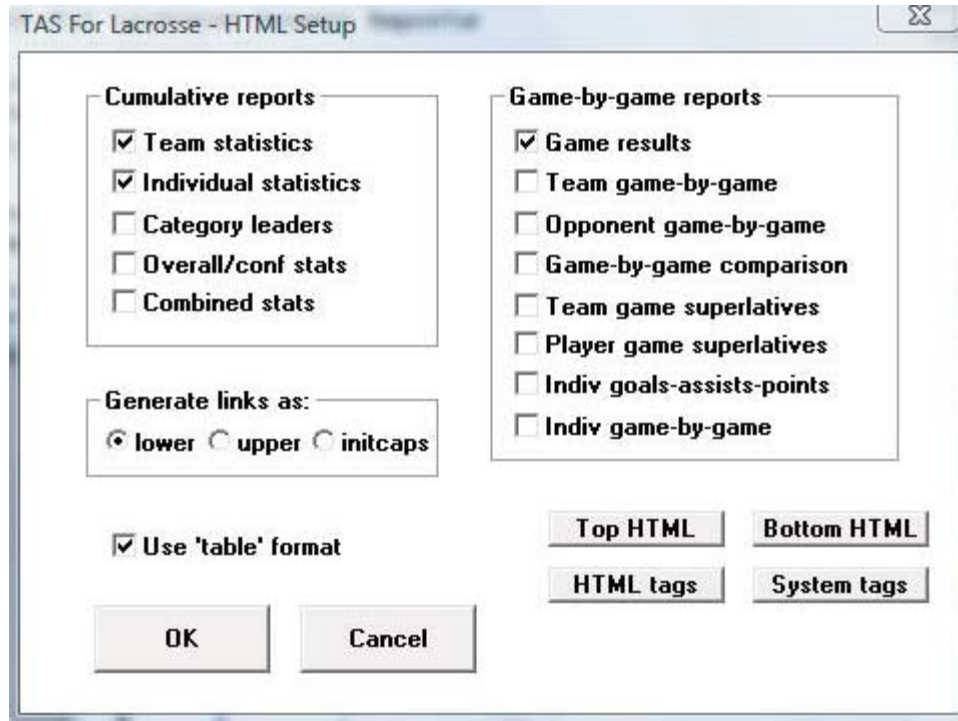 TAS For Lacrosse - HTML Setup
Cumulative reports
Team statistics
Individual statistics
Category leaders
Overall/conf stats
Combined stats
Generate links as:
lower upper initcaps
Use 'table' format
OK Cancel
Game-by-game reports
Game results
Team game-by-game
Opponent game-by-game
Game-by-game comparison
Team game superlatives
Player game superlatives
Indiv goals-assists-points
Indiv game-by-game
Top HTML Bottom HTML
HTML tags System tags